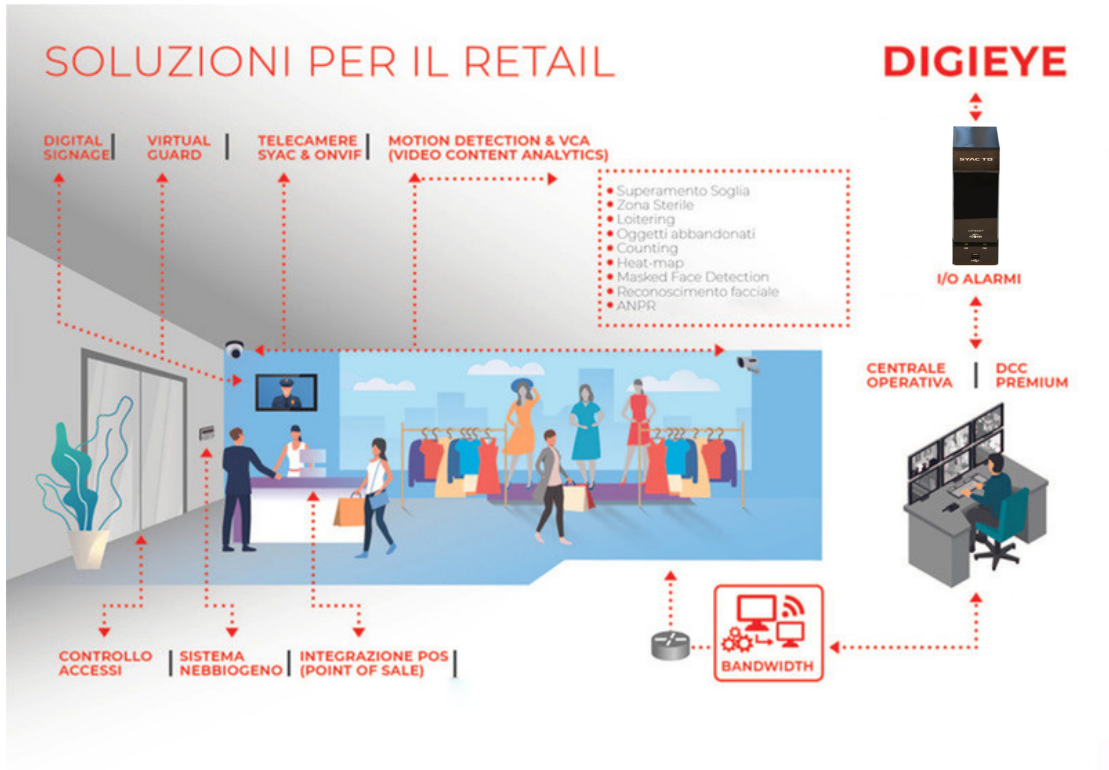 SOLUZIONI PER IL RETAIL
DIGIEYE
DIGITAL
SIGNAGE
VIRTUAL
GUARD
TELECAMERE
SYAC & ONVIF
MOTION DETECTION & VCA
(VIDEO CONTENT ANALYTICS)
Superamento Soglia
Zona Sterile
Loitering
Oggetti abbandonati
Counting
Heat-map
Masked Face Detection
Reconoscimento facciale
ANPR
SYAC TB
I/O ALARMI
CENTRALE
OPERATIVA
DCC
PREMIUM
CONTROLLO
ACCESSI
SISTEMA
NEBBIOGENO
INTEGRAZIONE POS
(POINT OF SALE)
BANDWIDTH